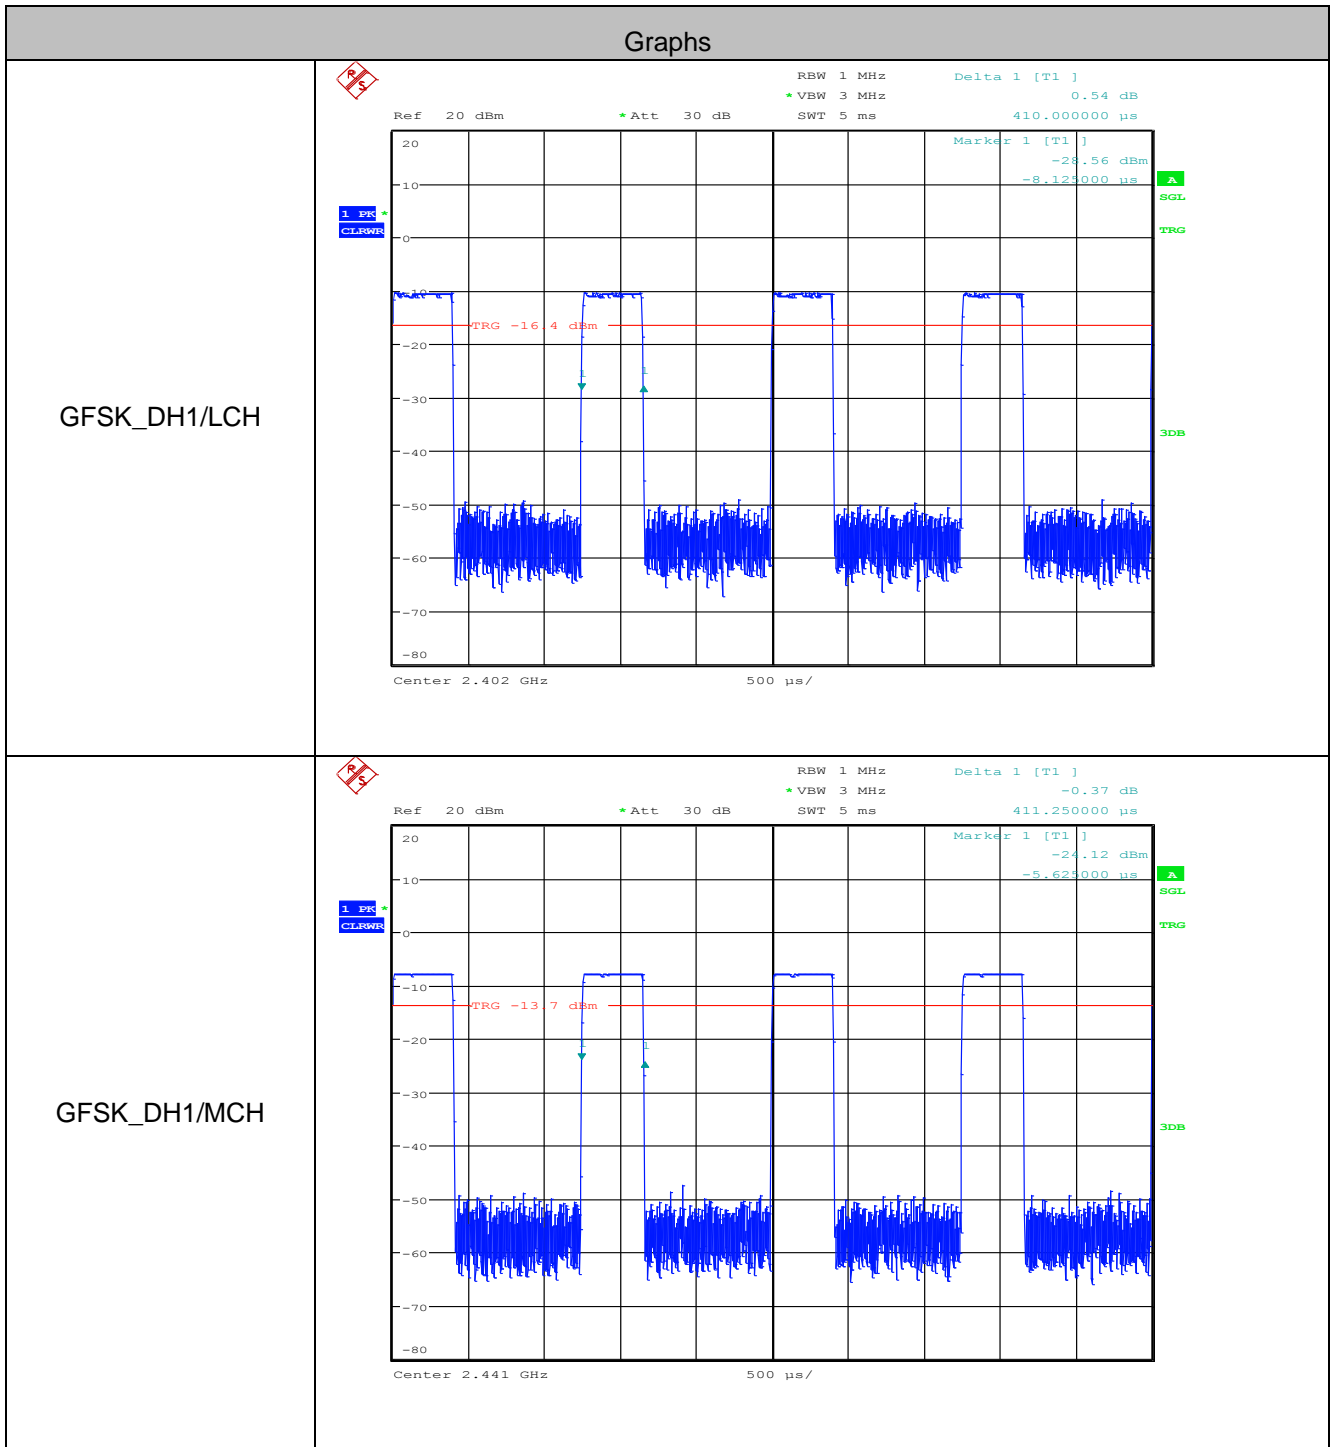 Graphs
GFSK_DH1/LCH
R S
RBW 1 MHz
Delta 1 [T1 ]
* VBW 3 MHz
0.54 dB
Ref 20 dBm
* Att 30 dB
SWT 5 ms
410.000000 µs
20
Marker 1 [T1 ]
-28.56 dBm
10
-8.125000 µs
A
SGL
1 PK *
CLRWR
0
TRG
-10
TRG -16.4 dBm
-20
1
1
-30
-40
3DB
-50
-60
-70
-80
Center 2.402 GHz
500 µs/
GFSK_DH1/MCH
R S
RBW 1 MHz
Delta 1 [T1 ]
* VBW 3 MHz
-0.37 dB
Ref 20 dBm
* Att 30 dB
SWT 5 ms
411.250000 µs
20
Marker 1 [T1 ]
-24.12 dBm
10
-5.625000 µs
A
SGL
1 PK *
CLRWR
0
TRG
-10
TRG -13.7 dBm
-20
1
1
-30
-40
3DB
-50
-60
-70
-80
Center 2.441 GHz
500 µs/